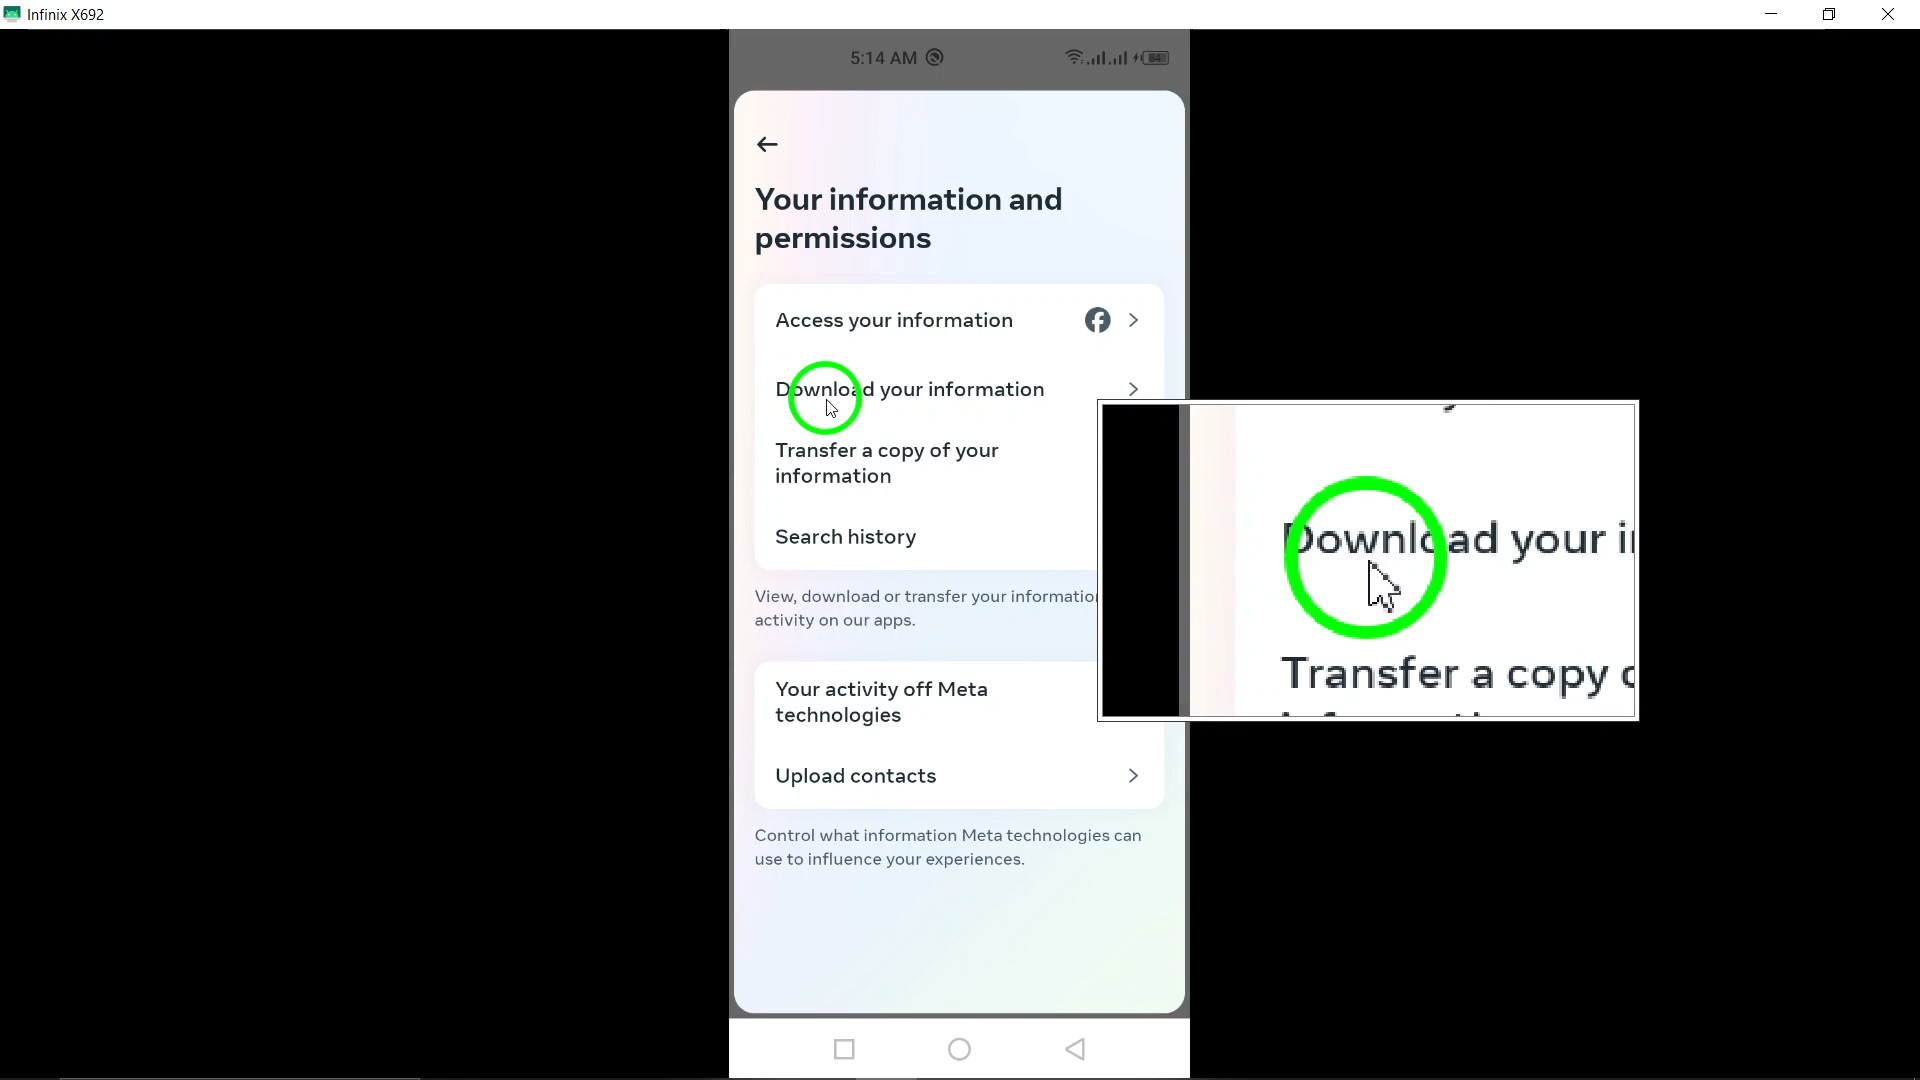 Infinix X692
5:14 AM
84
Your information and
permissions
Access your information
Download your information
Transfer a copy of your
information
Search history
View, download or transfer your information
activity on our apps.
Your activity off Meta
technologies
Upload contacts
Control what information Meta technologies can
use to influence your experiences.
Download your
Transfer a copy